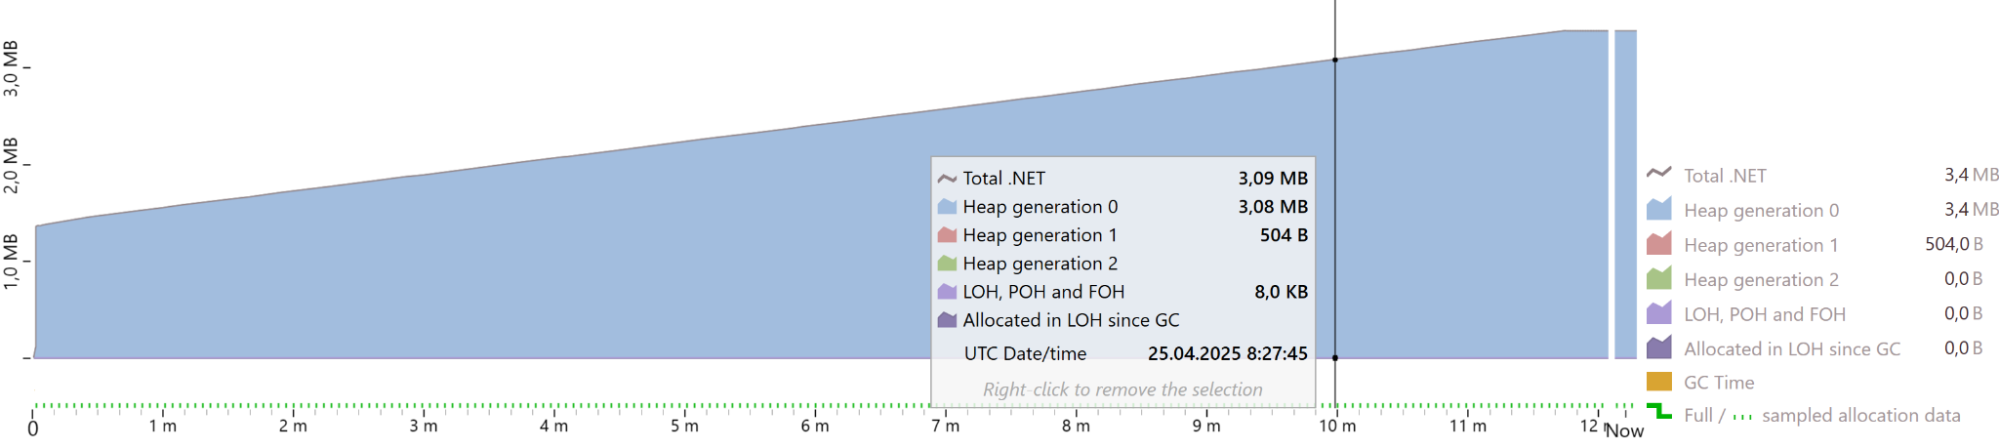 3,0 MB
2,0 MB
1,0 MB
Total .NET 3,09 MB
Heap generation 0 3,08 MB
Heap generation 1 504 B
Heap generation 2
LOH, POH and FOH 8,0 KB
Allocated in LOH since GC
UTC Date/time 25.04.2025 8:27:45
Right-click to remove the selection
0 1 m 2 m 3 m 4 m 5 m 6 m 7 m 8 m 9 m 10 m 11 m 12 Now
Total .NET 3,4 MB
Heap generation 0 3,4 MB
Heap generation 1 504,0 B
Heap generation 2 0,0 B
LOH, POH and FOH 0,0 B
Allocated in LOH since GC 0,0 B
GC Time
Full / sampled allocation data